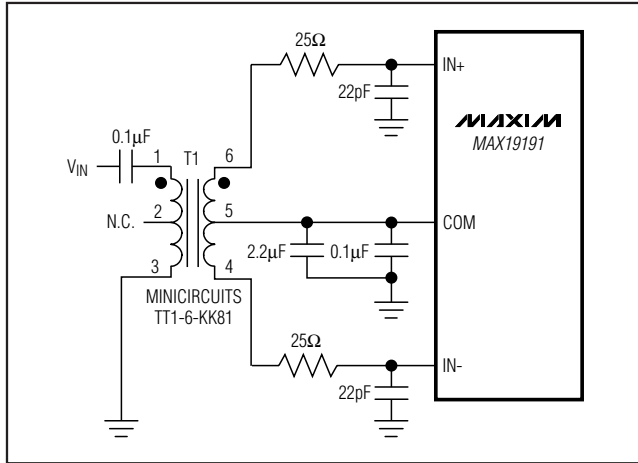 25Ω
IN+
22pF
MAXIM
MAX19191
0.1μF
VIN
1
T1
6
N.C.
2
5
COM
2.2μF
0.1μF
3
4
MINICIRCUITS
TT1-6-KK81
25Ω
IN-
22pF